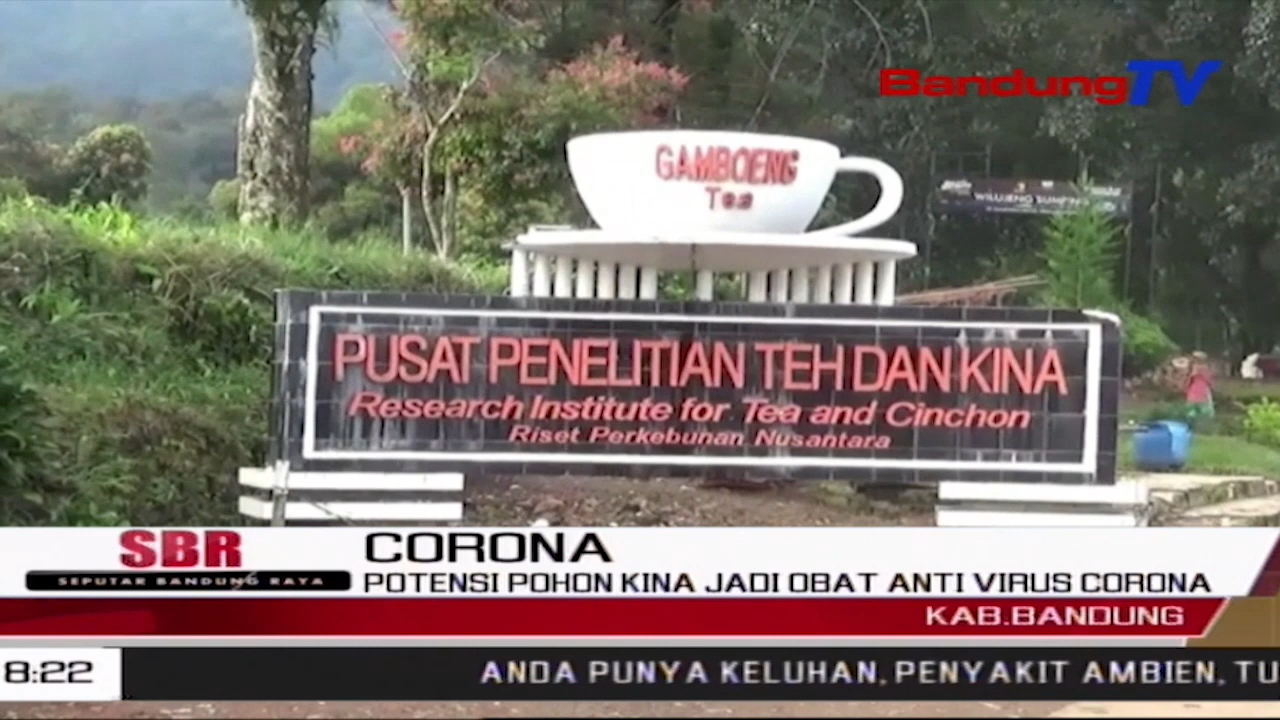 BandungTV
GAMBOENG
Tea
WILUJENG SUMPING
PUSAT PENELITIAN TEH DAN KINA
Research Institute for Tea and Cinchon
Riset Perkebunan Nusantara
SBR
SEPUTAR BANDUNG RAYA
CORONA
POTENSI POHON KINA JADI OBAT ANTI VIRUS CORONA
KAB.BANDUNG
8:22
ANDA PUNYA KELUHAN, PENYAKIT AMBIEN, TU